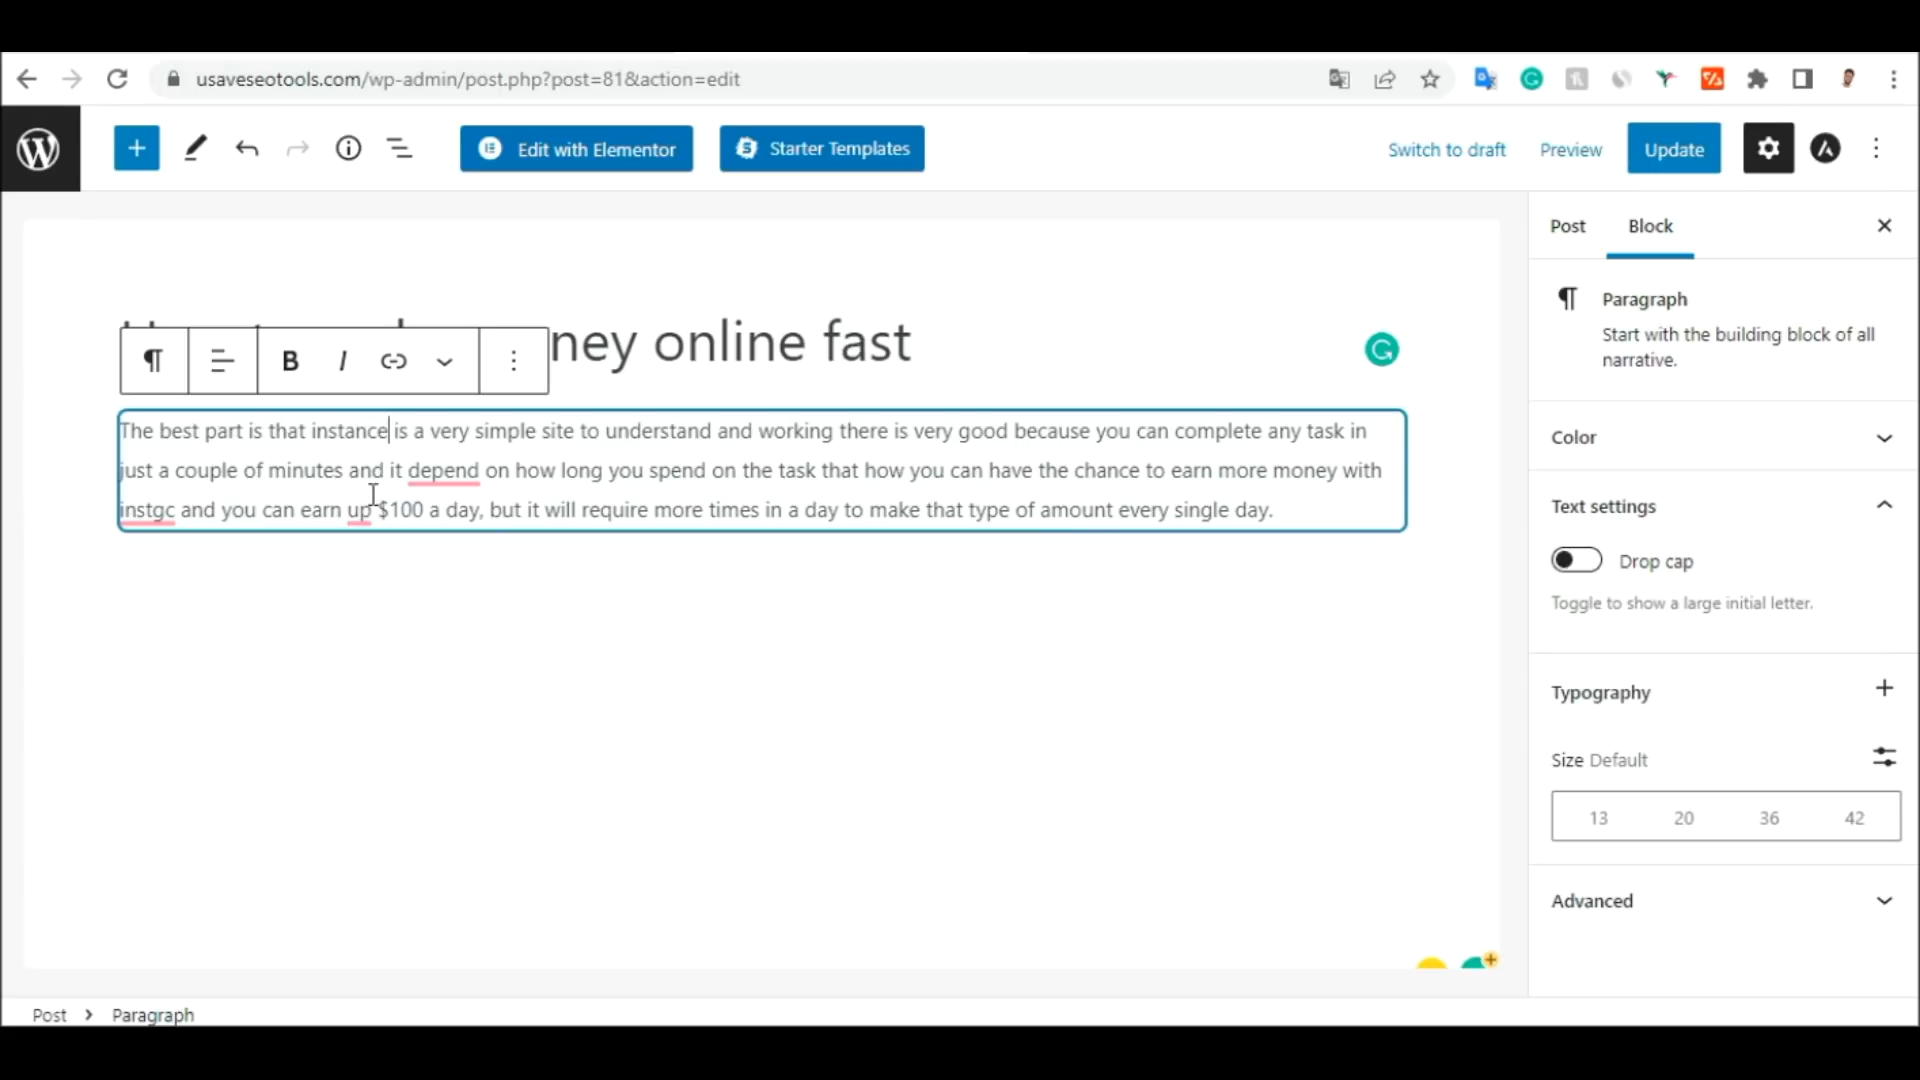 usaveseotools.com/wp-admin/post.php?post=81&action=edit
Edit with Elementor
Starter Templates
Switch to draft
Preview
Update
Post
Block
Paragraph
Start with the building block of all
narrative.
ney online fast
The best part is that instance is a very simple site to understand and working there is very good because you can complete any task in
just a couple of minutes and it depend on how long you spend on the task that how you can have the chance to earn more money with
instgc and you can earn up $100 a day, but it will require more times in a day to make that type of amount every single day.
Color
Text settings
Drop cap
Toggle to show a large initial letter.
Typography
Size Default
13 20 36 42
Advanced
Post > Paragraph